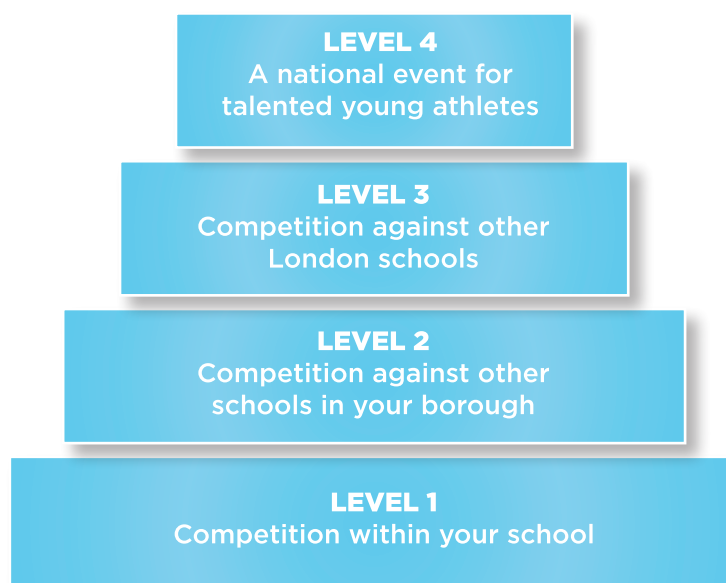 LEVEL 4
A national event for
talented young athletes
LEVEL 3
Competition against other
London schools
LEVEL 2
Competition against other
schools in your borough
LEVEL 1
Competition within your school